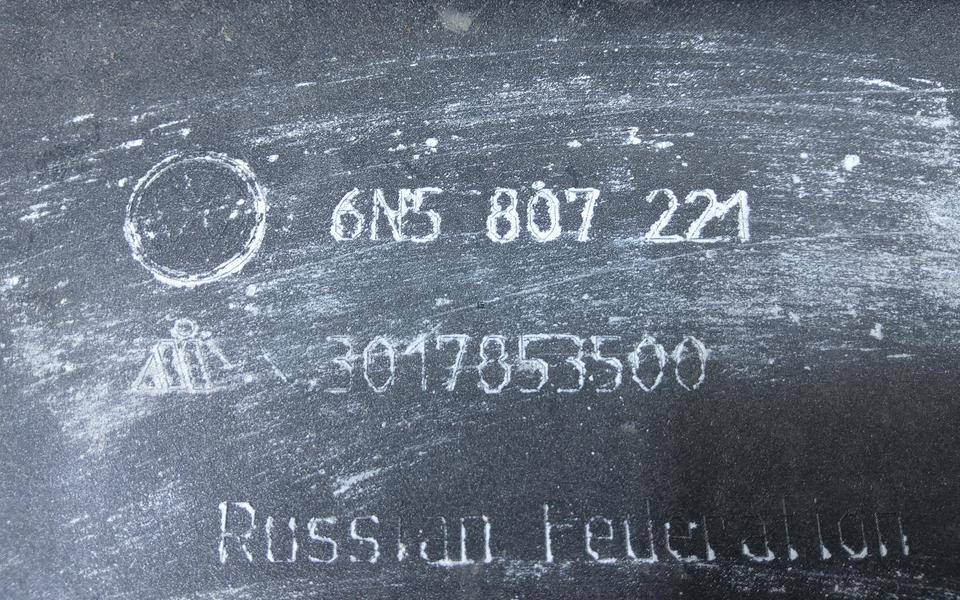 6N5 807 221
3017853500
Russian Federation